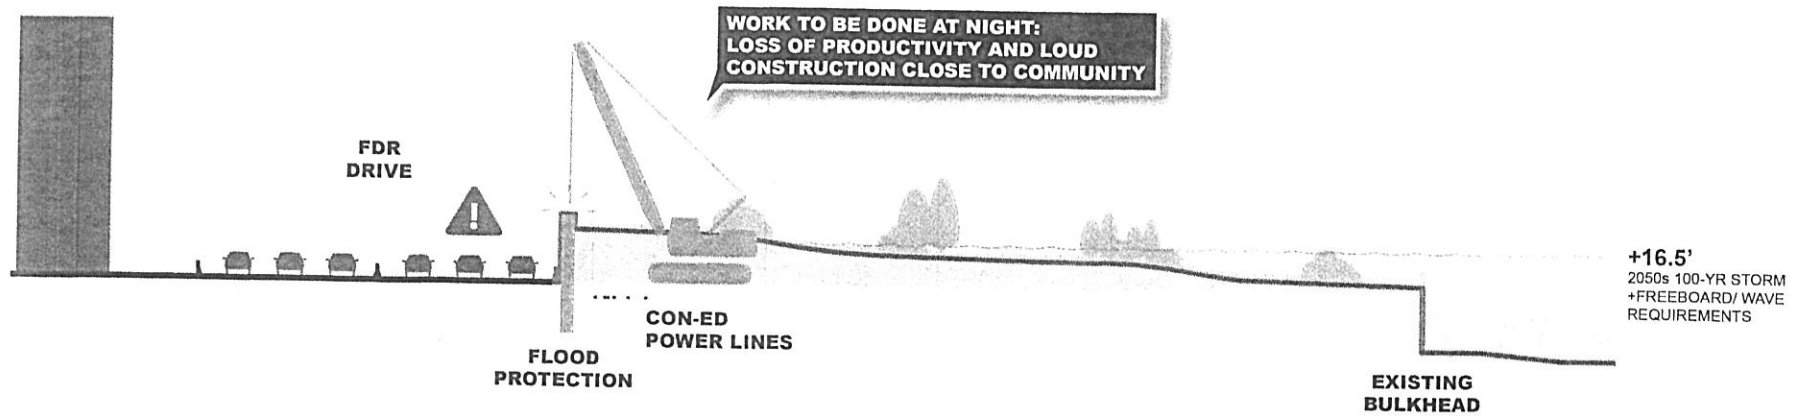 WORK TO BE DONE AT NIGHT:
LOSS OF PRODUCTIVITY AND LOUD
CONSTRUCTION CLOSE TO COMMUNITY
FDR
DRIVE
!
+16.5'
2050s 100-YR STORM
+FREEBOARD/ WAVE
REQUIREMENTS
CON-ED
POWER LINES
FLOOD
PROTECTION
EXISTING
BULKHEAD